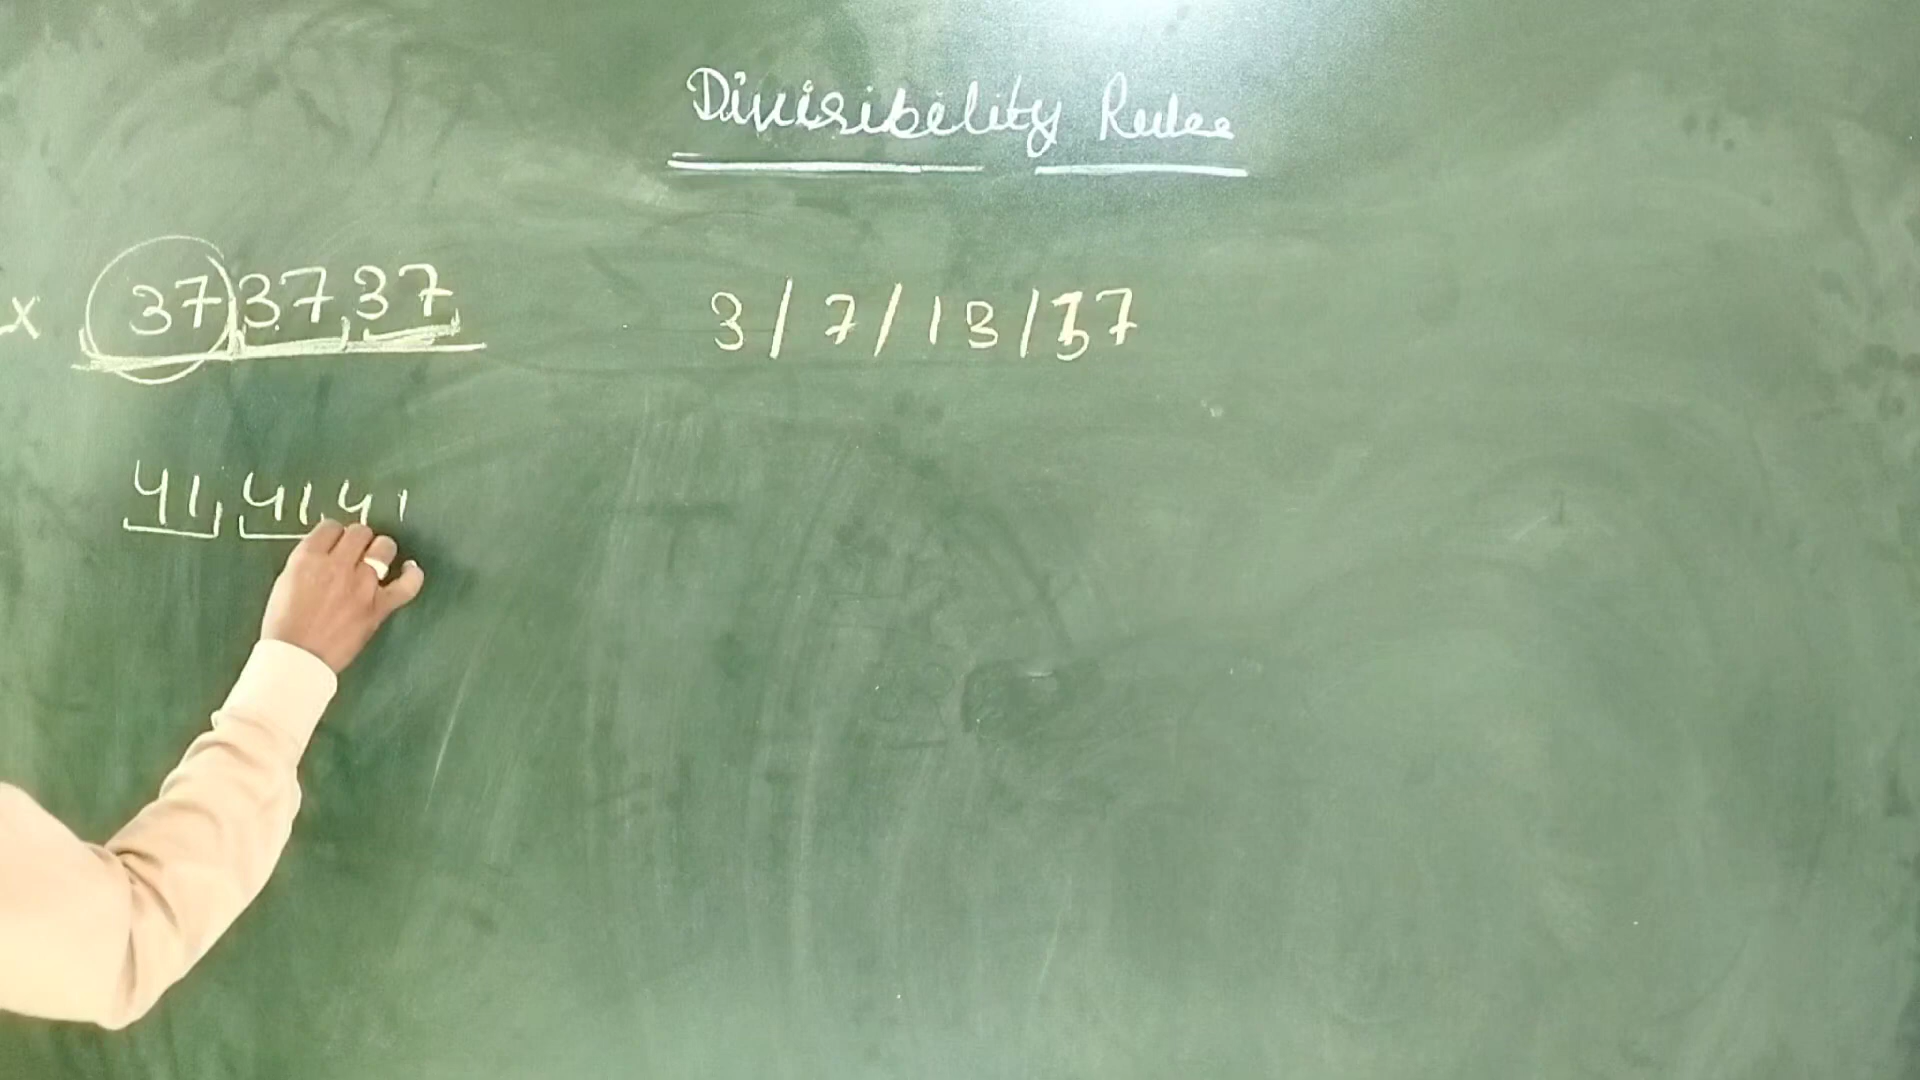 Divisibility Rules
x 37 37, 37 3/7/13/37
41, 41, 41